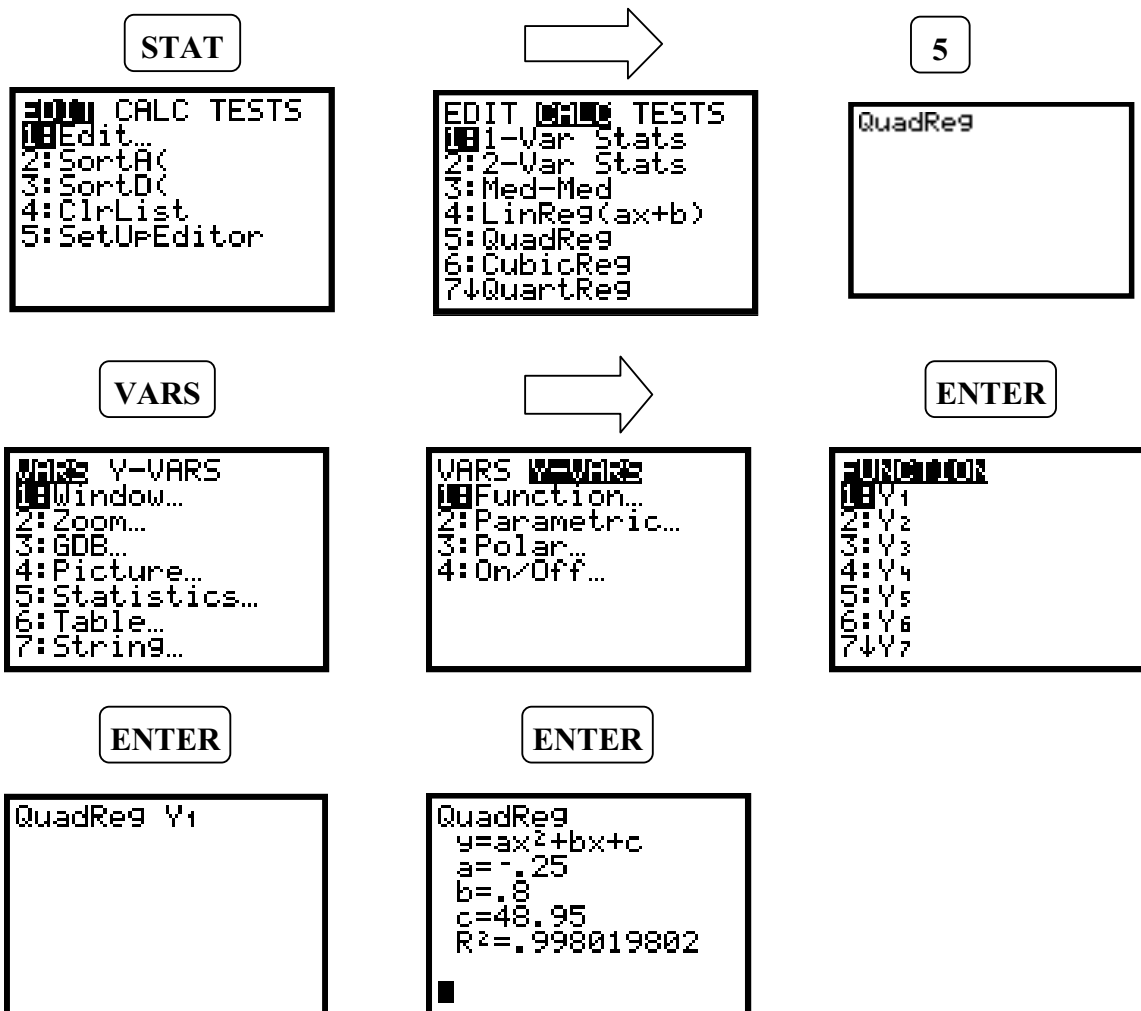 STAT
EDIT CALC TESTS
1:Edit…
2:SortA(
3:SortD(
4:ClrList
5:SetUpEditor
EDIT CALC TESTS
1:1-Var Stats
2:2-Var Stats
3:Med-Med
4:LinReg(ax+b)
5:QuadReg
6:CubicReg
7↓QuartReg
5
QuadReg
VARS
VARS Y-VARS
1:Window…
2:Zoom…
3:GDB…
4:Picture…
5:Statistics…
6:Table…
7:String…
VARS Y-VARS
1:Function…
2:Parametric…
3:Polar…
4:On/Off…
ENTER
FUNCTION
1:Y₁
2:Y₂
3:Y₃
4:Y₄
5:Y₅
6:Y₆
7↓Y₇
ENTER
QuadReg Y₁
ENTER
QuadReg
y=ax²+bx+c
a=-.25
b=.8
c=48.95
R²=.998019802